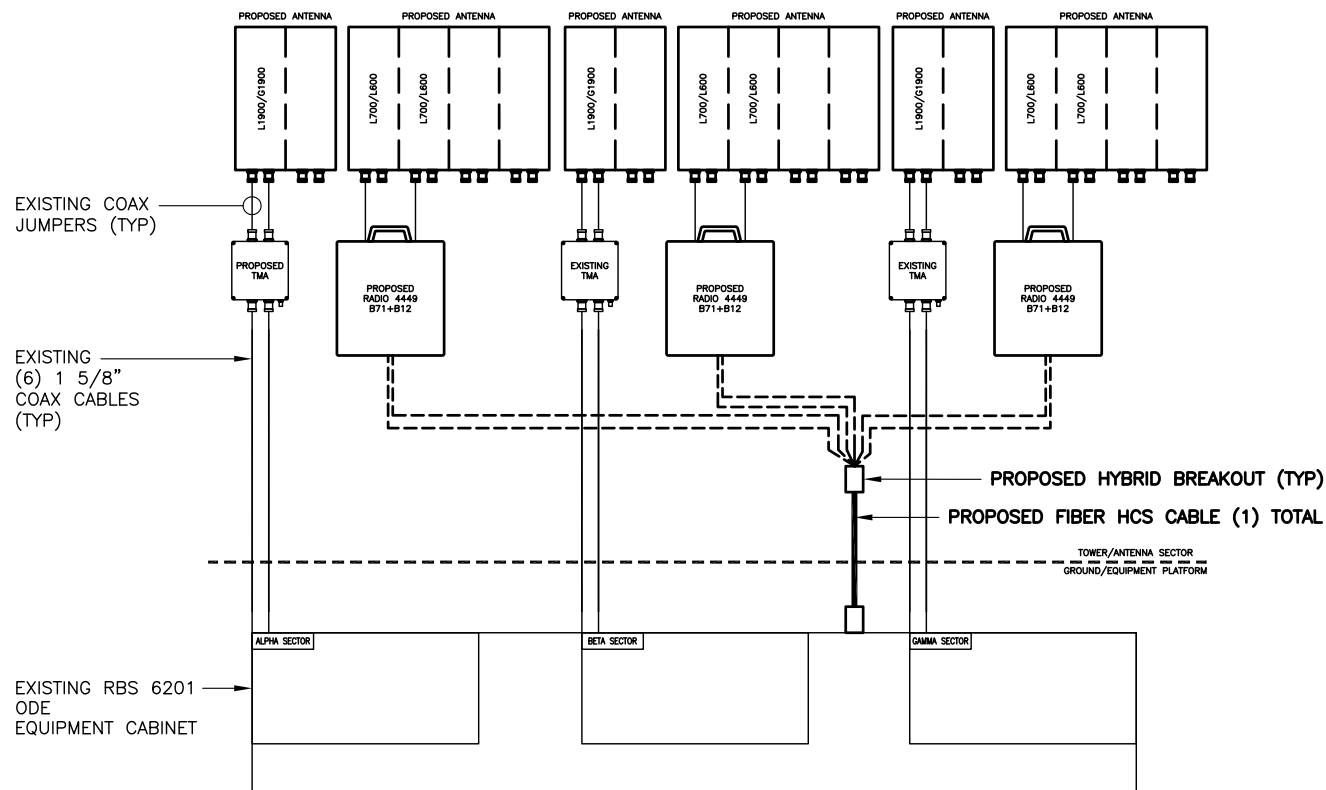 PROPOSED ANTENNA
PROPOSED ANTENNA
PROPOSED ANTENNA
PROPOSED ANTENNA
PROPOSED ANTENNA
PROPOSED ANTENNA
L1900/G1900
L700/L600
L700/L600
L1900/G1900
L700/L600
L700/L600
L1900/G1900
L700/L600
L700/L600
EXISTING COAX
JUMPERS (TYP)
PROPOSED
TMA
PROPOSED
RADIO 4449
B71+B12
EXISTING
TMA
PROPOSED
RADIO 4449
B71+B12
EXISTING
TMA
PROPOSED
RADIO 4449
B71+B12
EXISTING
(6) 1 5/8"
COAX CABLES
(TYP)
PROPOSED HYBRID BREAKOUT (TYP)
PROPOSED FIBER HCS CABLE (1) TOTAL
TOWER/ANTENNA SECTOR
GROUND/EQUIPMENT PLATFORM
ALPHA SECTOR
BETA SECTOR
GAMMA SECTOR
EXISTING RBS 6201
ODE
EQUIPMENT CABINET